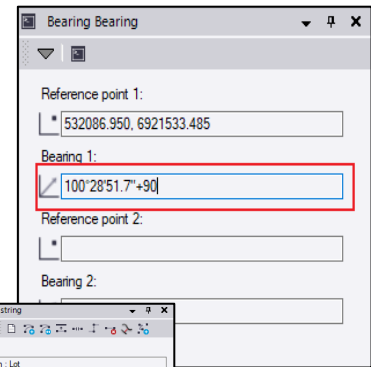 Bearing Bearing
Reference point 1:
532086.950, 6921533.485
Bearing 1:
100°28'51.7"+90
Reference point 2:
Bearing 2:
string
: Lot